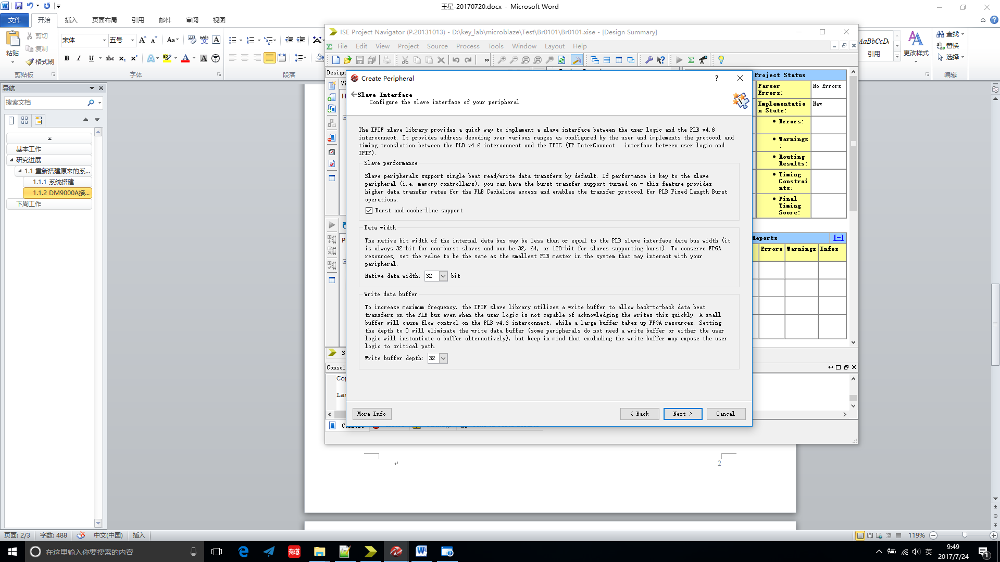 王星-20170720.docx - Microsoft Word
文件
开始
插入
页面布局
引用
邮件
审阅
视图
粘贴
剪切
复制
格式刷
剪贴板
宋体
五号
字体
段落
AaBbCcDı
引用
更改样式
查找
替换
选择
编辑
导航
搜索文档
基本工作
研究进展
1.1 重新搭建原来的系...
1.1.1 系统搭建
1.1.2 DM9000A接...
下周工作
ISE Project Navigator (P.20131013) - D:\key_lab\microblaze\Test\Br0101\Br0101.xise - [Design Summary]
File Edit View Project Source Process Tools Window Layout Help
Design
Create Peripheral
Slave Interface
Configure the slave interface of your peripheral
The IPIF slave library provides a quick way to implement a slave interface between the user logic and the PLB v4.6
interconnect. It provides address decoding over various ranges as configured by the user and implements the protocol and
timing translation between the PLB v4.6 interconnect and the IPIC (IP InterConnect . interface between user logic and
IPIF).
Slave performance
Slave peripherals support single beat read/write data transfers by default. If performance is key to the slave
peripheral (i.e. memory controllers), you can have the burst transfer support turned on - this feature provides
higher data transfer rates for the PLB Cacheline access and enables the transfer protocol for PLB Fixed Length Burst
operations.
Burst and cache-line support
Data width
The native bit width of the internal data bus may be less than or equal to the PLB slave interface data bus width (it
is always 32-bit for non-burst slaves and can be 32, 64, or 128-bit for slaves supporting burst). To conserve FPGA
resources, set the value to be the same as the smallest PLB master in the system that may interact with your
peripheral.
Native data width: 32 bit
Write data buffer
To increase maximum frequency, the IPIF slave library utilizes a write buffer to allow back-to-back data beat
transfers on the PLB bus even when the user logic is not capable of acknowledging the writes this quickly. A small
buffer will cause flow control on the PLB v4.6 interconnect, while a large buffer takes up FPGA resources. Setting
the depth to 0 will eliminate the write data buffer (some peripherals do not need a write buffer or either the user
logic will instantiate a buffer alternatively), but keep in mind that excluding the write buffer may expose the user
logic to critical path.
Write buffer depth: 32
More Info
< Back
Next >
Cancel
Project Status
Parser
Errors:
No Errors
Implementatio
n State:
New
• Errors:
• Warnings
:
• Routing
Results:
• Timing
Constrai
nts:
• Final
Timing
Score:
Reports
[-]
Errors Warnings Infos
Consol
Console
2
页面: 2/3
字数: 488
中文(中国)
插入
119%
在这里输入你要搜索的内容
有道
英
9:49
2017/7/24
1